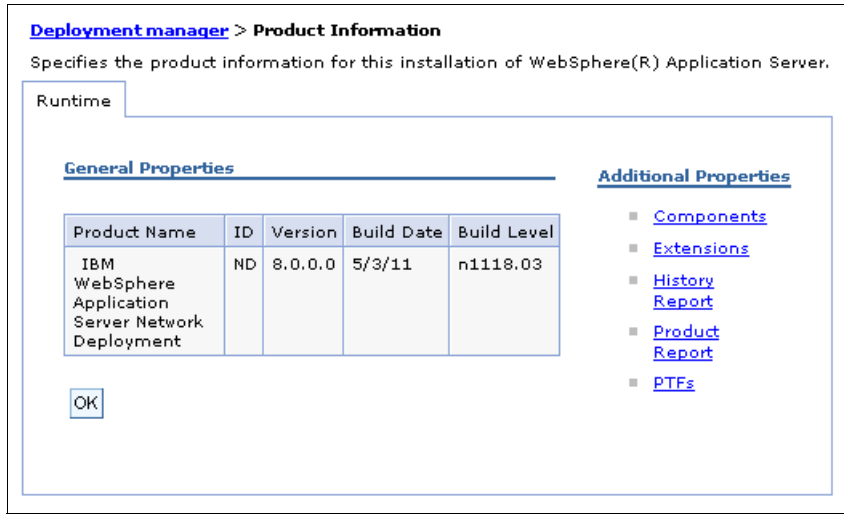 Deployment manager > Product Information
Specifies the product information for this installation of WebSphere(R) Application Server.
Runtime
General Properties
Product Name ID Version Build Date Build Level
IBM ND 8.0.0.0 5/3/11 n1118.03
WebSphere
Application
Server Network
Deployment
OK
Additional Properties
Components
Extensions
History
Report
Product
Report
PTFs